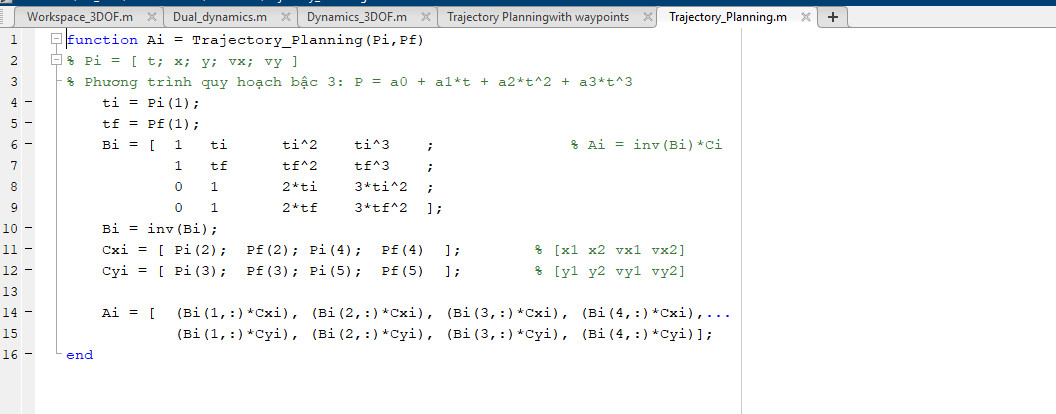 Workspace_3DOF.m × Dual_dynamics.m × Dynamics_3DOF.m × Trajectory Planningwith waypoints × Trajectory_Planning.m × +
1 function Ai = Trajectory_Planning(Pi,Pf)
2 % Pi = [ t; x; y; vx; vy ]
3 % Phương trình quy hoạch bậc 3: P = a0 + a1*t + a2*t^2 + a3*t^3
4 – ti = Pi(1);
5 – tf = Pf(1);
6 – Bi = [ 1 ti ti^2 ti^3 ; % Ai = inv(Bi)*Ci
7 1 tf tf^2 tf^3 ;
8 0 1 2*ti 3*ti^2 ;
9 0 1 2*tf 3*tf^2 ];
10 – Bi = inv(Bi);
11 – Cxi = [ Pi(2); Pf(2); Pi(4); Pf(4) ]; % [x1 x2 vx1 vx2]
12 – Cyi = [ Pi(3); Pf(3); Pi(5); Pf(5) ]; % [y1 y2 vy1 vy2]
13
14 – Ai = [ (Bi(1,:)*Cxi), (Bi(2,:)*Cxi), (Bi(3,:)*Cxi), (Bi(4,:)*Cxi),...
15 (Bi(1,:)*Cyi), (Bi(2,:)*Cyi), (Bi(3,:)*Cyi), (Bi(4,:)*Cyi)];
16 – end